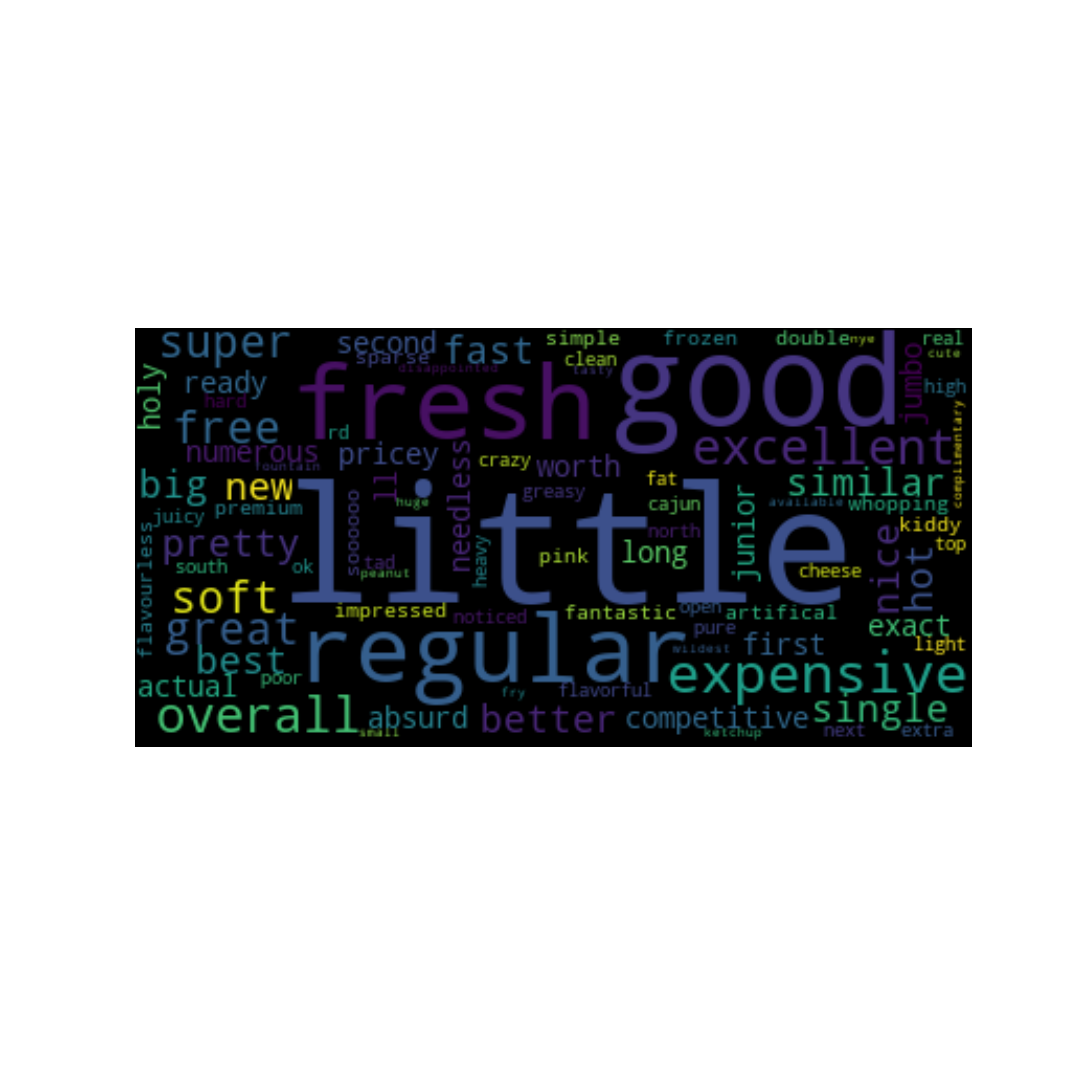 super
second
fast
simple
frozen
double
nye
real
sparse
clean
cute
disappointed
tasty
holy
ready
hard
fresh
good
jumbo
high
free
rd
numerous
pricey
needless
crazy
worth
excellent
complimentary
ountain
big
new
ll
huge
greasy
fat
similar
premium
juicy
soooooo
cajun
junior
available
whopping
kiddy
pretty
little
north
top
nice
hot
flavourless
south
ok
tad
peanut
heavy
pink
long
cheese
soft
impressed
noticed
fantastic
open
artifical
great
regular
pure
first
exact
light
wildest
best
poor
expensive
actual
fry
flavorful
overall
absurd
better
competitive
single
small
ketchup
next
extra